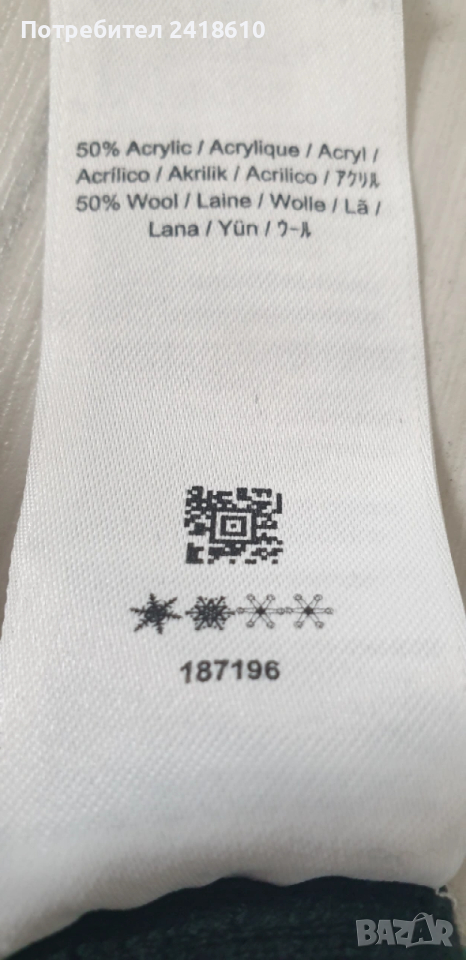 Потребител 2418610
50% Acrylic / Acrylique / Acryl /
Acrílico / Akrilik / Acrilico / アクリル
50% Wool / Laine / Wolle / Lã /
Lana / Yün / ウール
187196
BAZAR